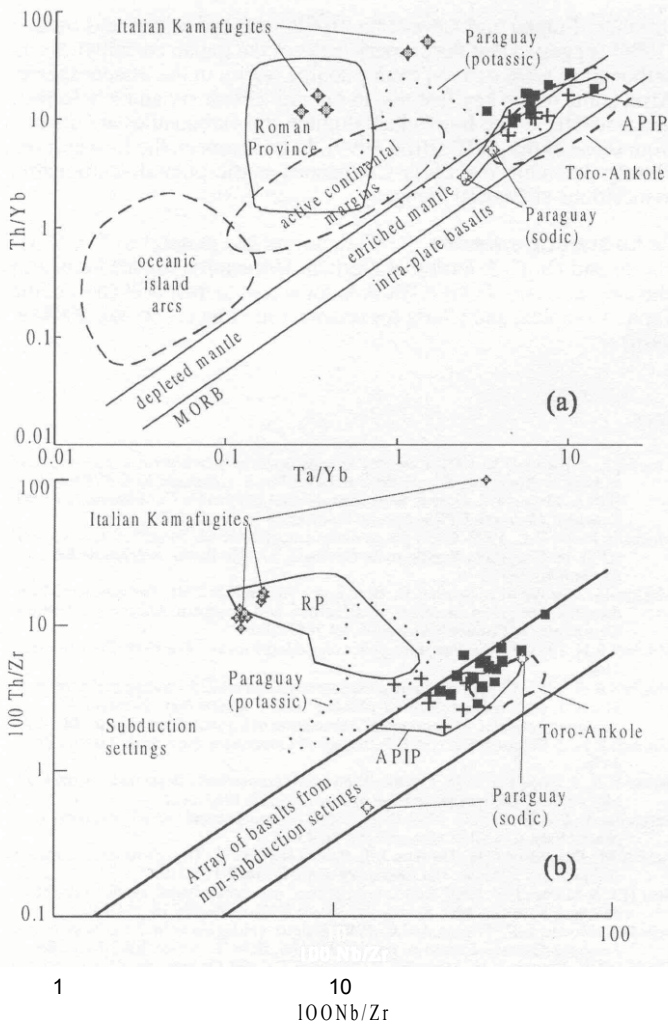 100
Italian Kamafugites
Paraguay
(potassic)
10
Roman
Province
APIP
active continental
margins
Toro-Ankole
Th/Yb
1
enriched mantle
intra-plate basalts
Paraguay
(sodic)
oceanic
island
arcs
0.1
depleted mantle
MORB
(a)
0.01
0.01
0.1
1
10
Ta/Yb
100
Italian Kamafugites
RP
10
100 Th/Zr
Paraguay
(potassic)
Toro-Ankole
Subduction
settings
APIP
1
Paraguay
(sodic)
Array of basalts from
non-subduction settings
(b)
0.1
100
100 Nb/Zr
1
10
100Nb/Zr